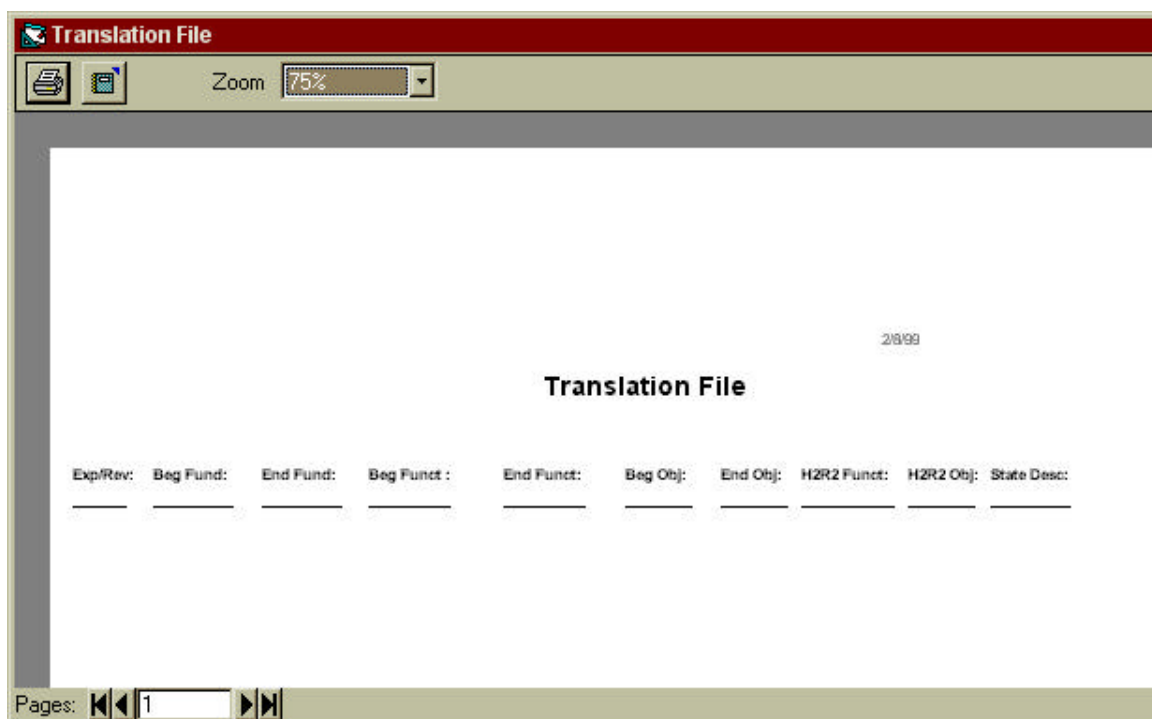 Translation File
Zoom 75%
2/8/99
Translation File
Exp/Rev: Beg Fund: End Fund: Beg Funct : End Funct: Beg Obj: End Obj: H2R2 Funct: H2R2 Obj: State Desc:
Pages: 1